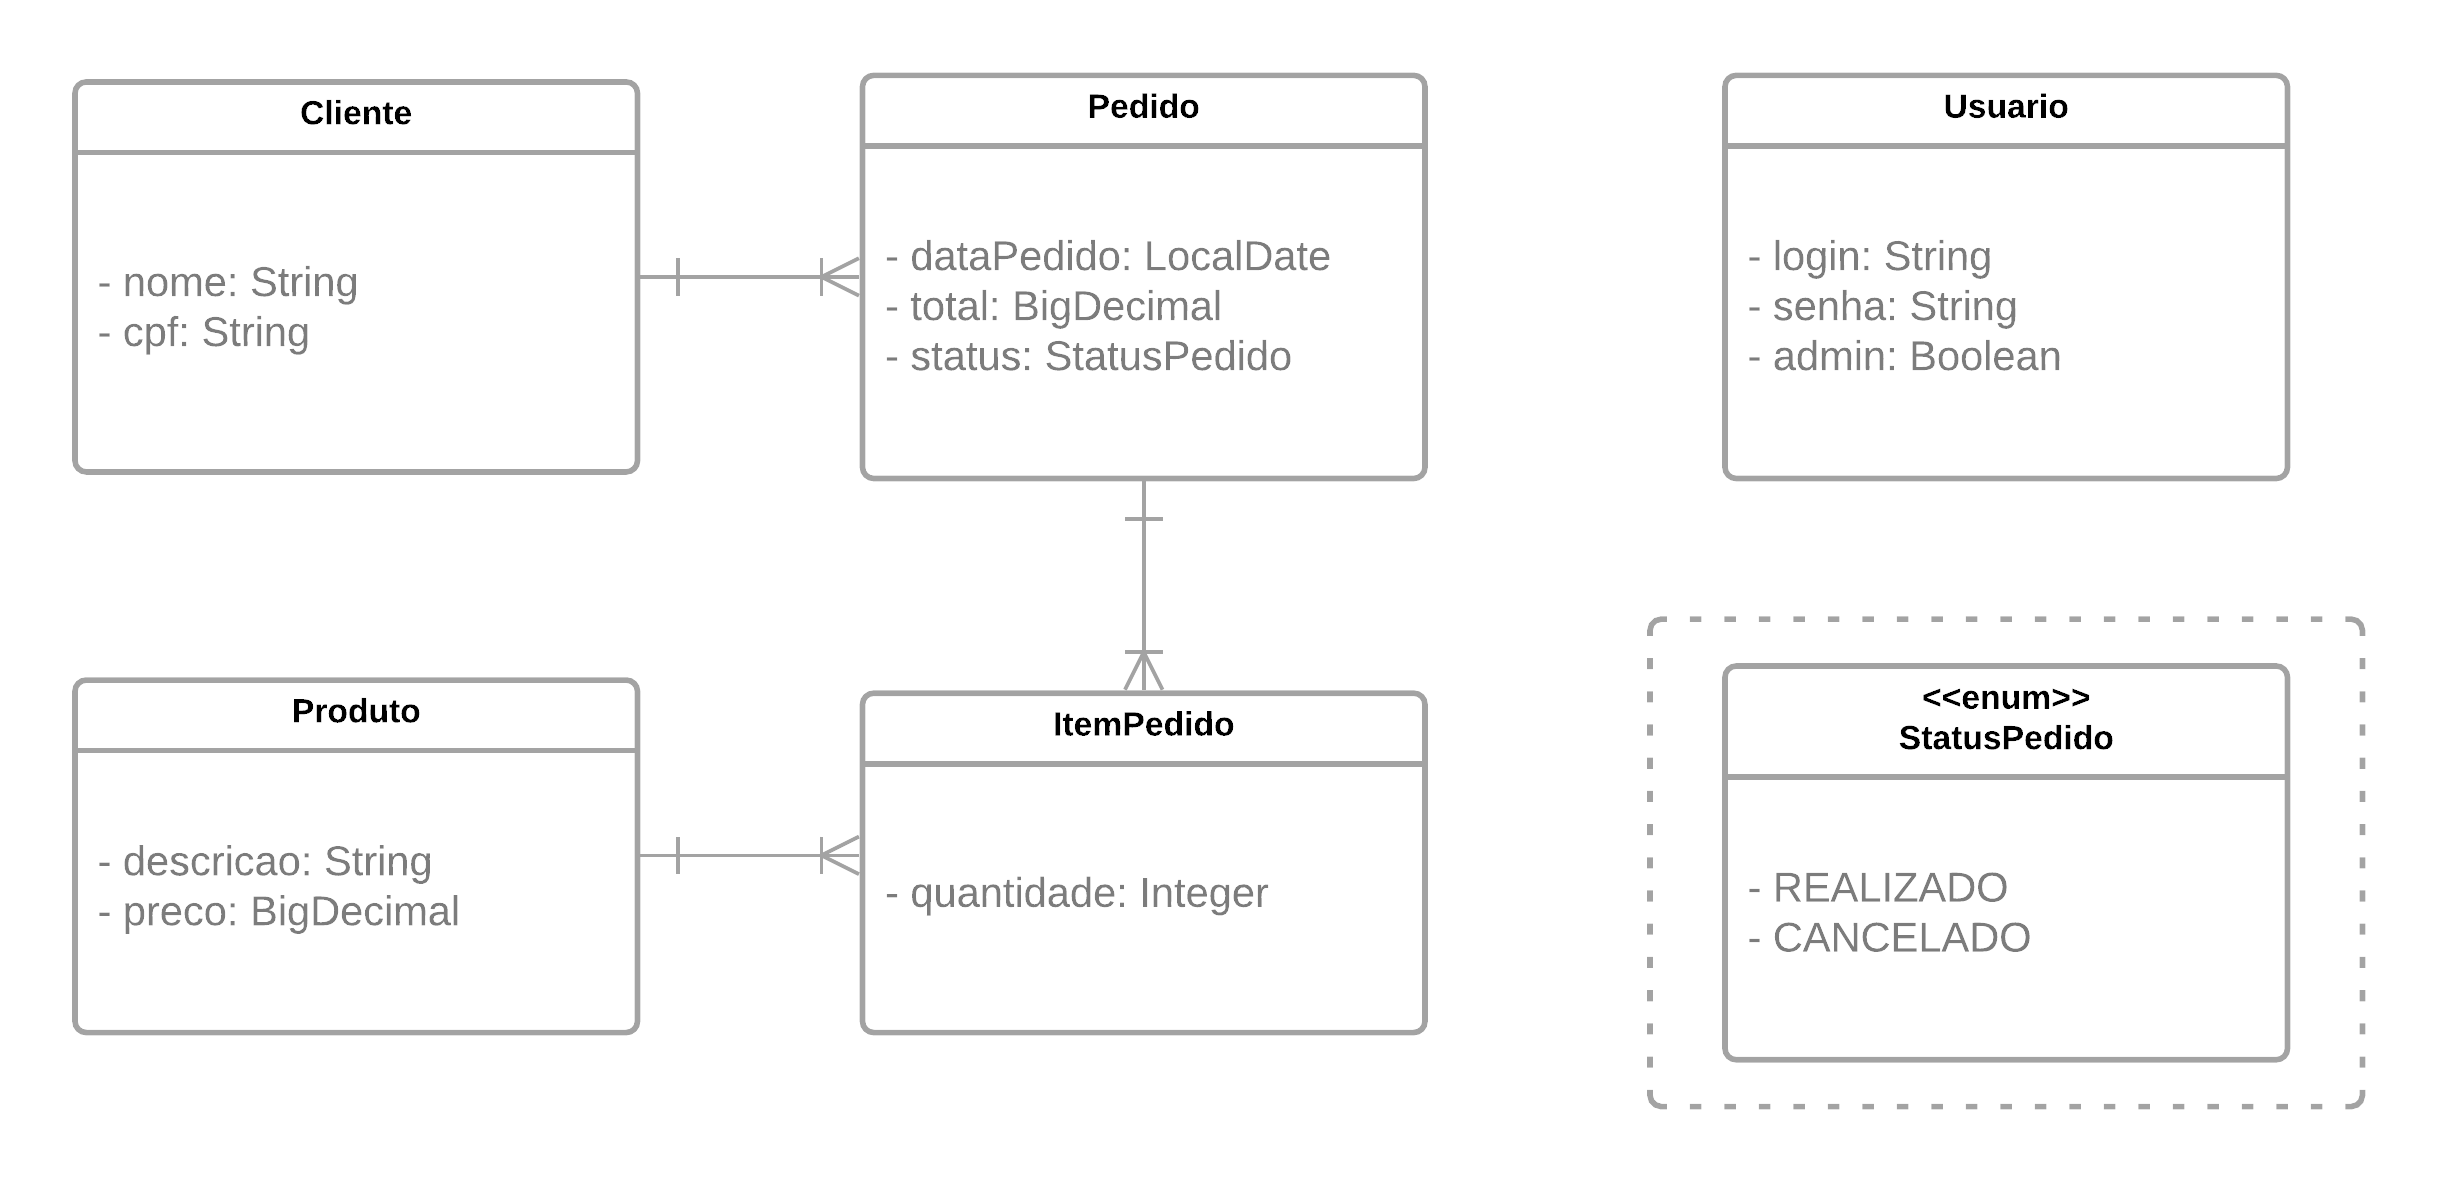 Cliente
- nome: String
- cpf: String
Pedido
- dataPedido: LocalDate
- total: BigDecimal
- status: StatusPedido
Usuario
- login: String
- senha: String
- admin: Boolean
Produto
- descricao: String
- preco: BigDecimal
ItemPedido
- quantidade: Integer
<<enum>>
StatusPedido
- REALIZADO
- CANCELADO